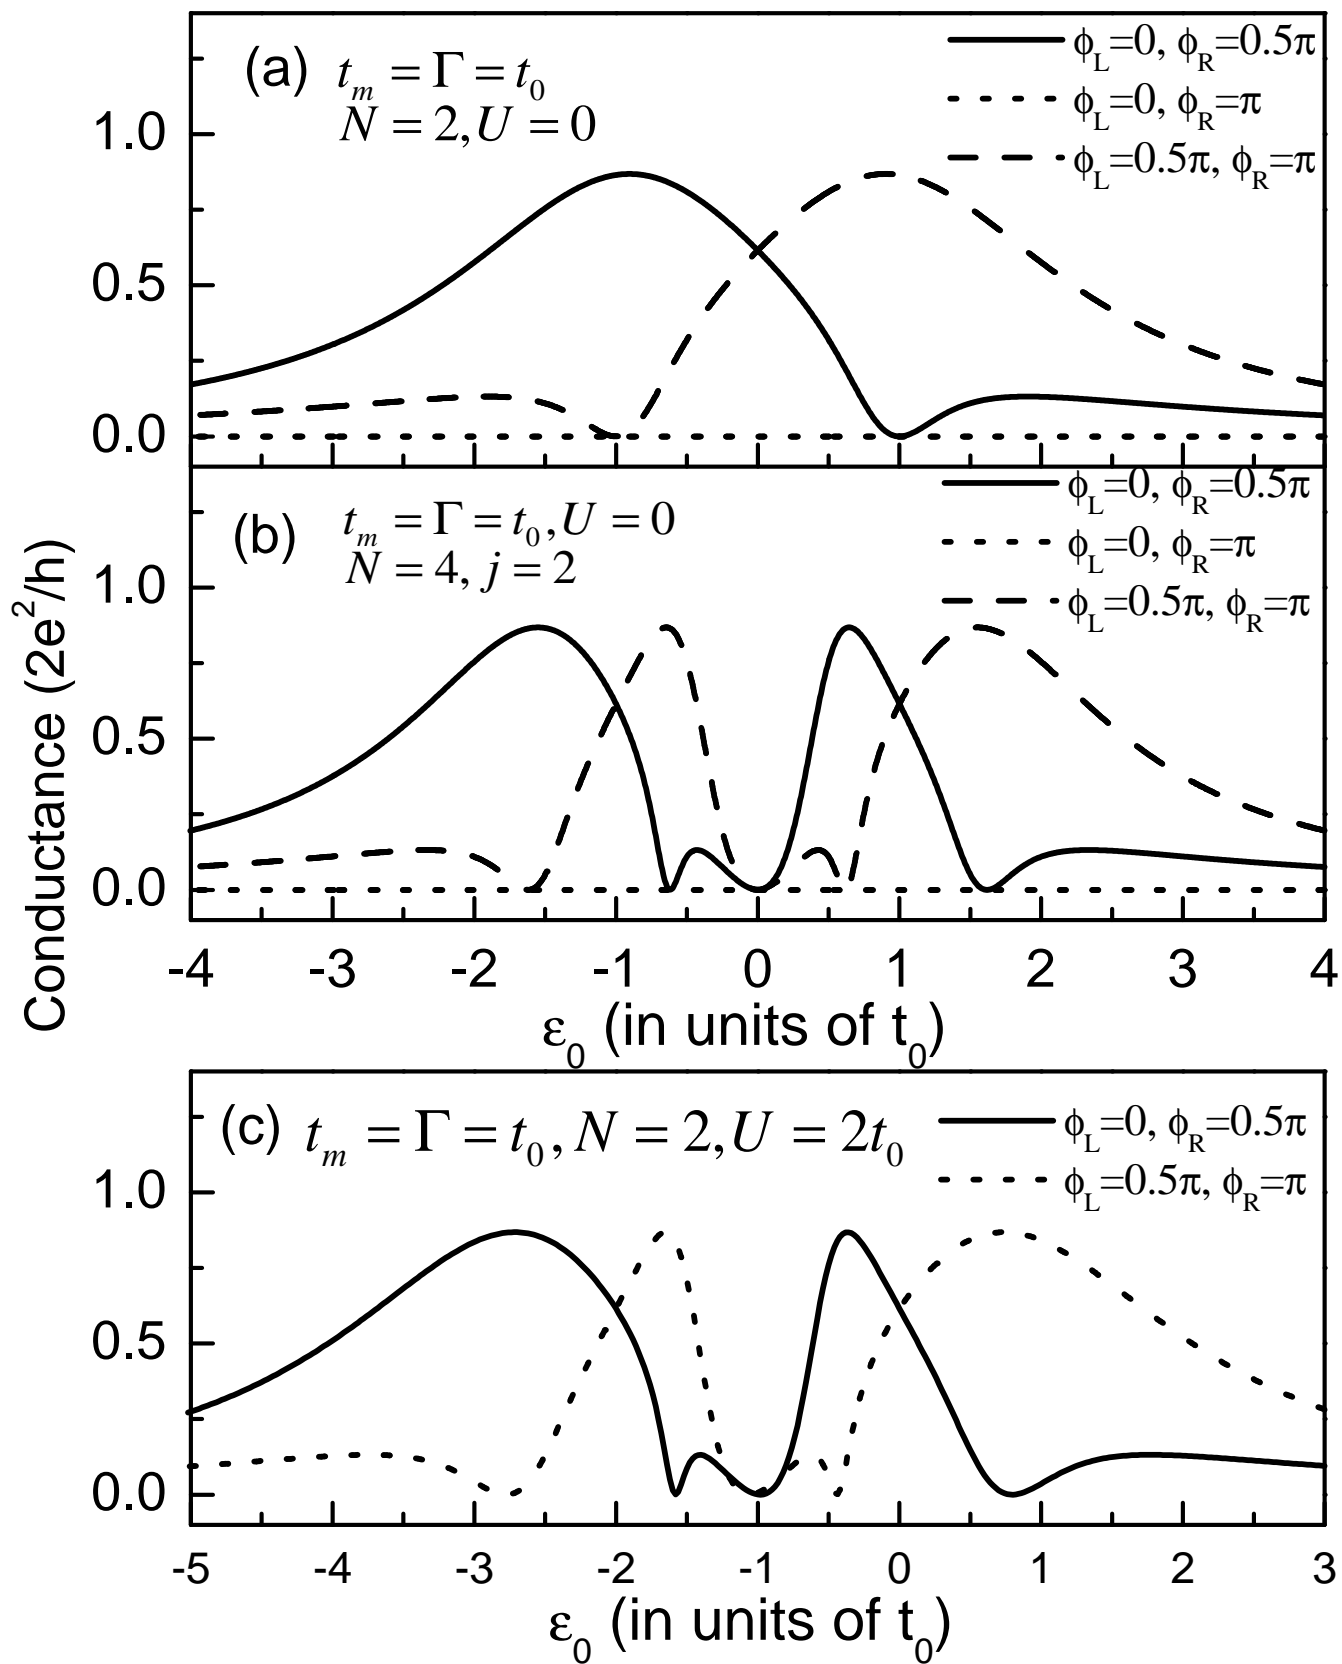 (a) t_m = Γ = t_0
N = 2, U = 0
ϕ_L=0, ϕ_R=0.5π
ϕ_L=0, ϕ_R=π
ϕ_L=0.5π, ϕ_R=π
1.0
0.5
0.0
(b) t_m = Γ = t_0, U = 0
N = 4, j = 2
ϕ_L=0, ϕ_R=0.5π
ϕ_L=0, ϕ_R=π
ϕ_L=0.5π, ϕ_R=π
1.0
0.5
0.0
-4 -3 -2 -1 0 1 2 3 4
ε_0 (in units of t_0)
Conductance (2e^2/h)
(c) t_m = Γ = t_0, N = 2, U = 2t_0
ϕ_L=0, ϕ_R=0.5π
ϕ_L=0.5π, ϕ_R=π
1.0
0.5
0.0
-5 -4 -3 -2 -1 0 1 2 3
ε_0 (in units of t_0)